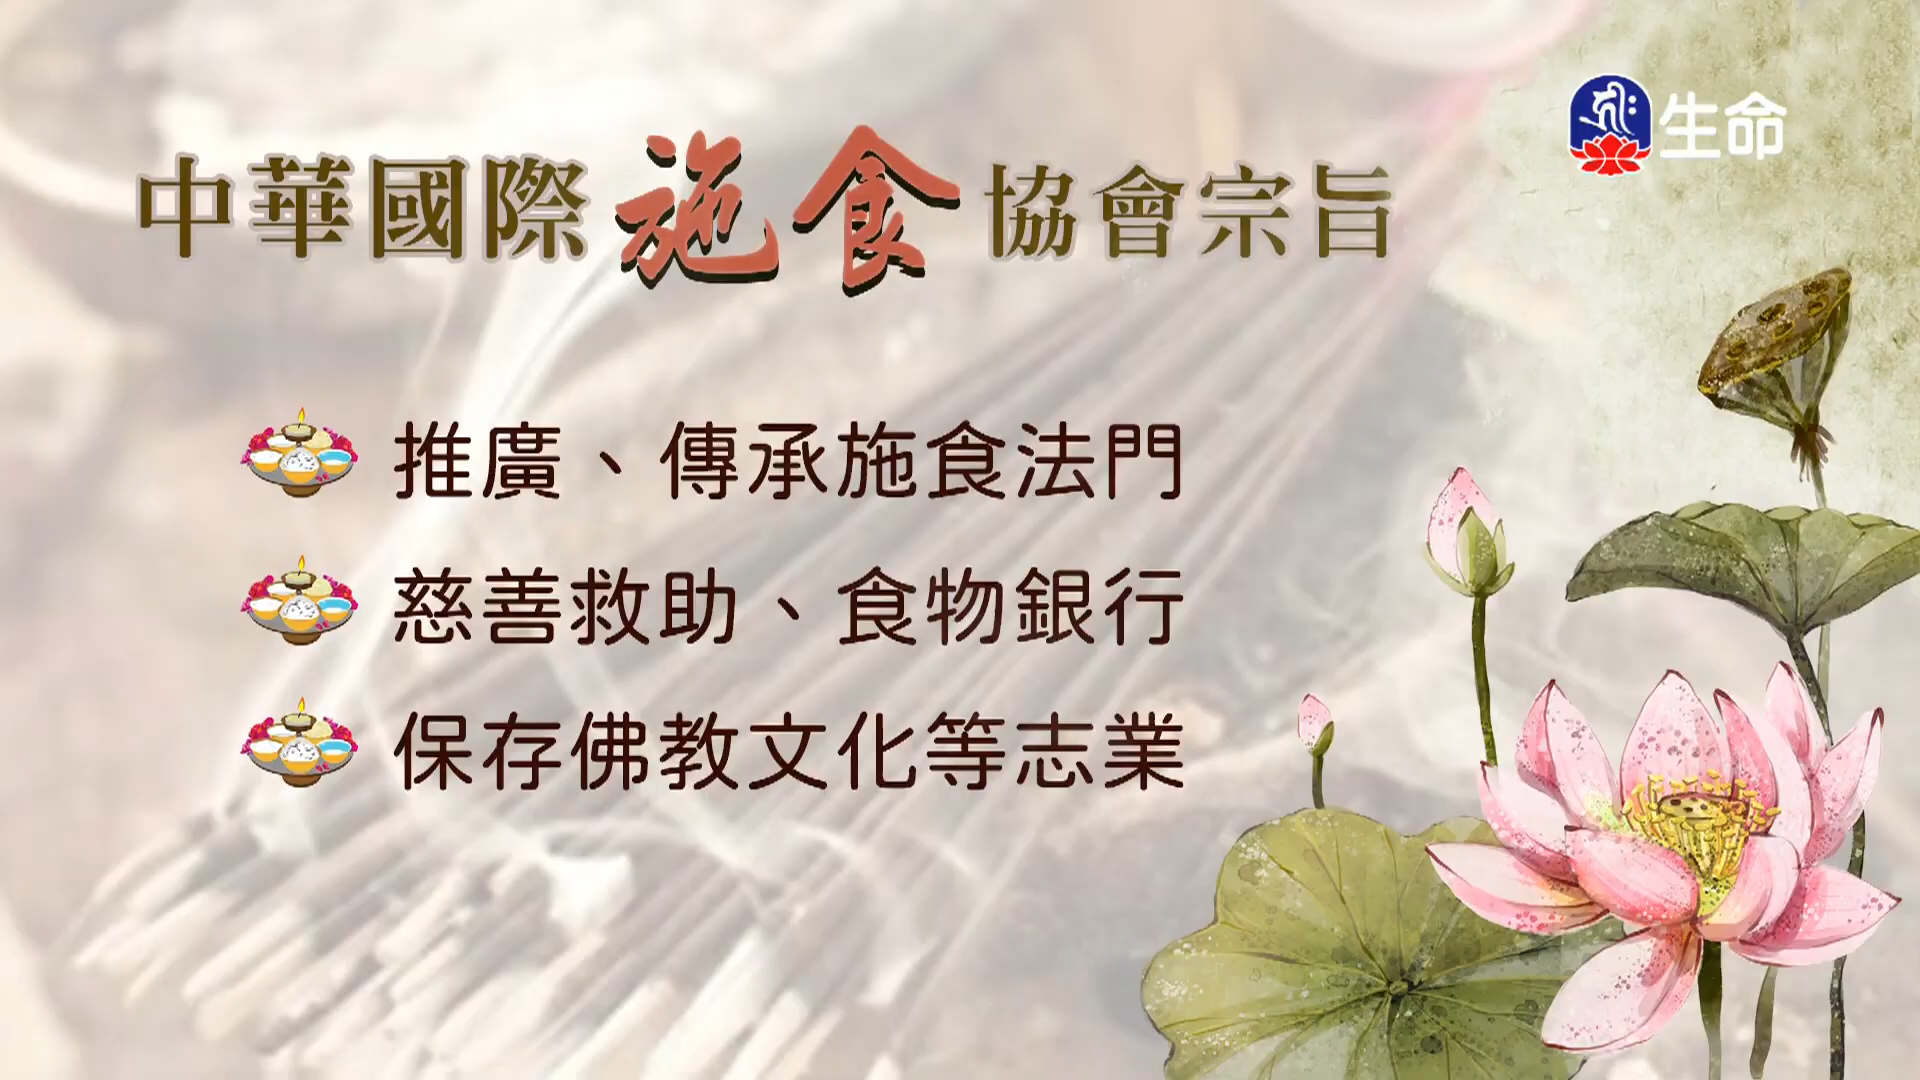 生命
中華國際施食協會宗旨
推廣、傳承施食法門
慈善救助、食物銀行
保存佛教文化等志業